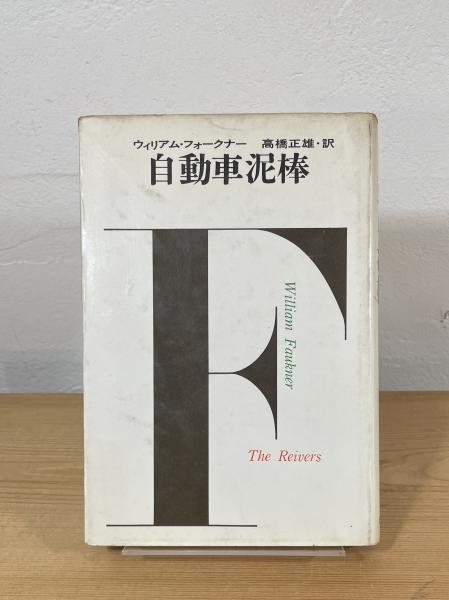 ウィリアム・フォークナー 高橋正雄・訳
自動車泥棒
F
William Faukner
The Reivers